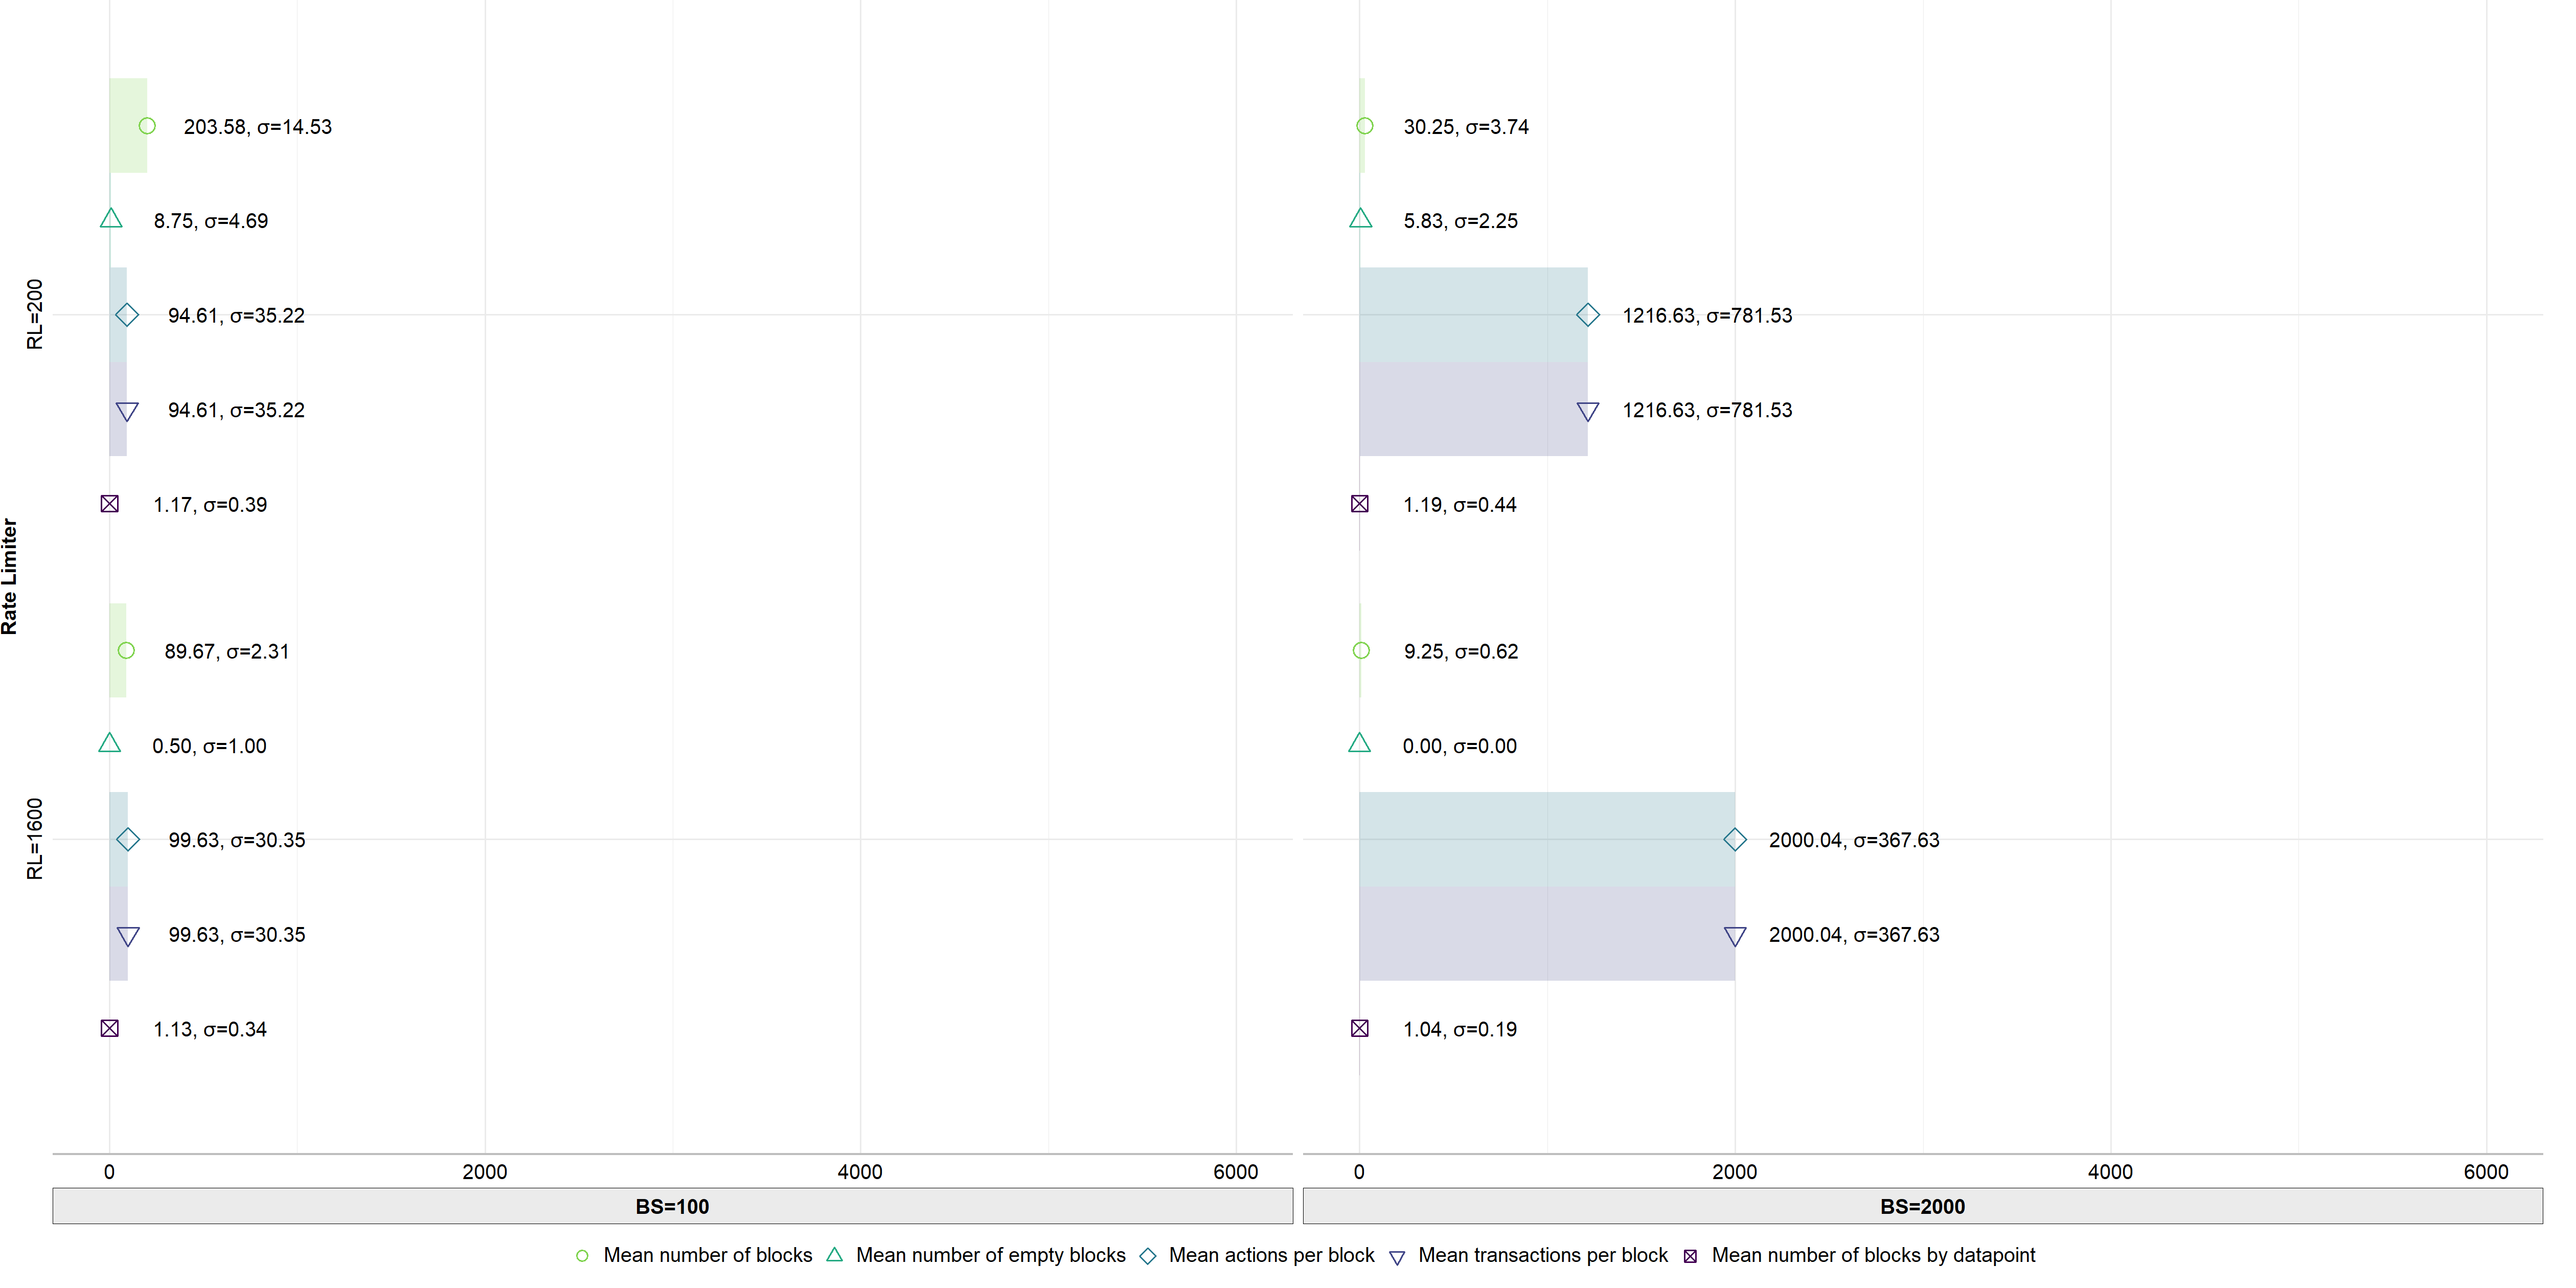 Rate Limiter
RL=200
203.58, σ=14.53
8.75, σ=4.69
94.61, σ=35.22
94.61, σ=35.22
1.17, σ=0.39
RL=1600
89.67, σ=2.31
0.50, σ=1.00
99.63, σ=30.35
99.63, σ=30.35
1.13, σ=0.34
0 2000 4000 6000
BS=100
30.25, σ=3.74
5.83, σ=2.25
1216.63, σ=781.53
1216.63, σ=781.53
1.19, σ=0.44
9.25, σ=0.62
0.00, σ=0.00
2000.04, σ=367.63
2000.04, σ=367.63
1.04, σ=0.19
0 2000 4000 6000
BS=2000
Mean number of blocks Mean number of empty blocks Mean actions per block Mean transactions per block Mean number of blocks by datapoint